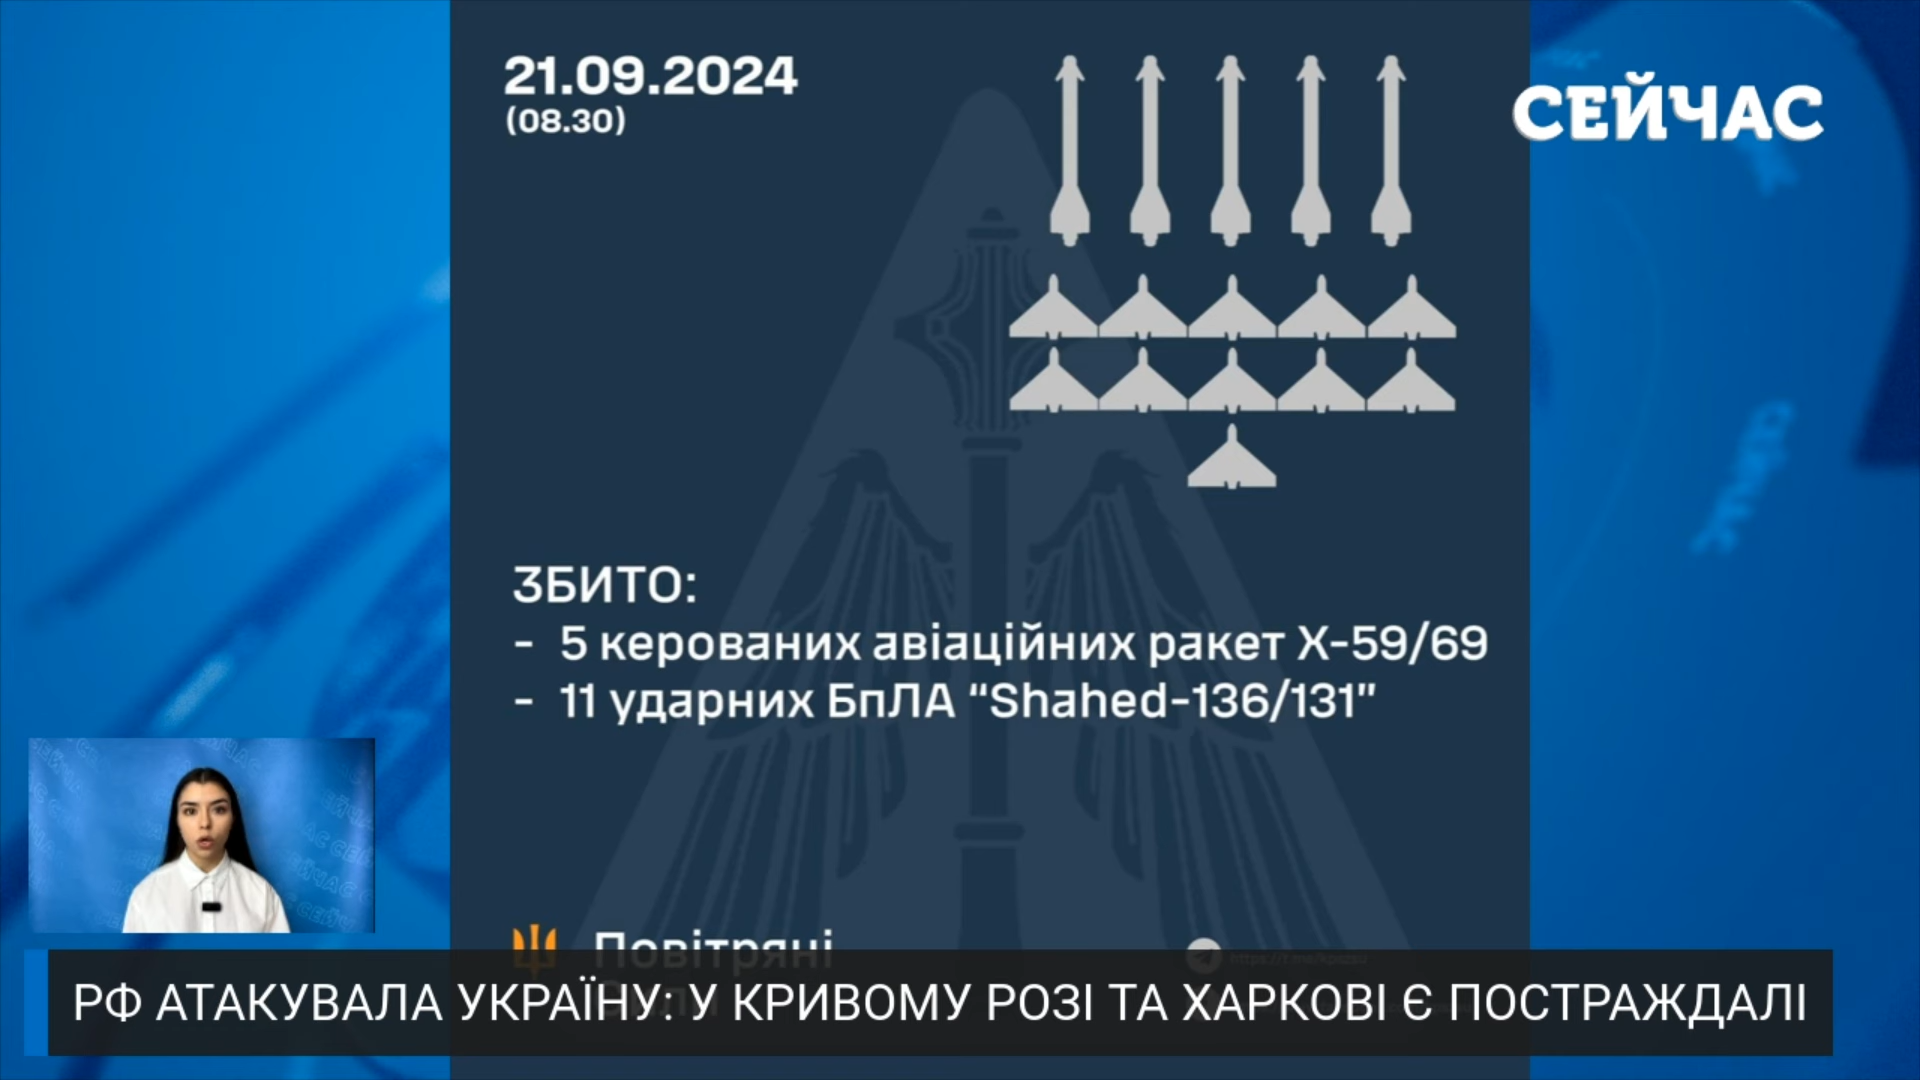 21.09.2024
(08.30)
СЕЙЧАС
ЗБИТО:
- 5 керованих авіаційних ракет Х-59/69
- 11 ударних БпЛА “Shahed-136/131”
Повітряні
РФ АТАКУВАЛА УКРАЇНУ: У КРИВОМУ РОЗІ ТА ХАРКОВІ Є ПОСТРАЖДАЛІ